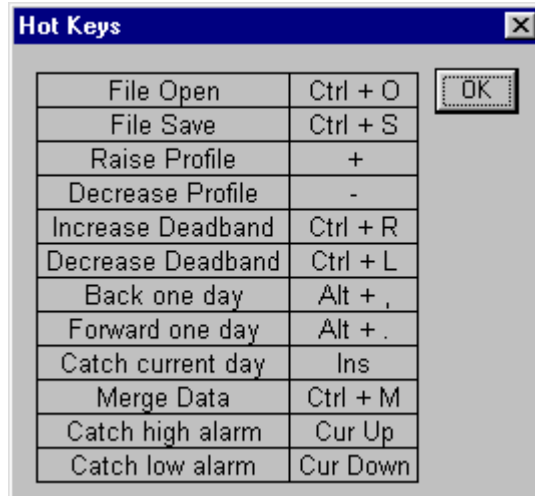 Hot Keys
File Open Ctrl + O
OK
File Save Ctrl + S
Raise Profile +
Decrease Profile -
Increase Deadband Ctrl + R
Decrease Deadband Ctrl + L
Back one day Alt + ,
Forward one day Alt + .
Catch current day Ins
Merge Data Ctrl + M
Catch high alarm Cur Up
Catch low alarm Cur Down